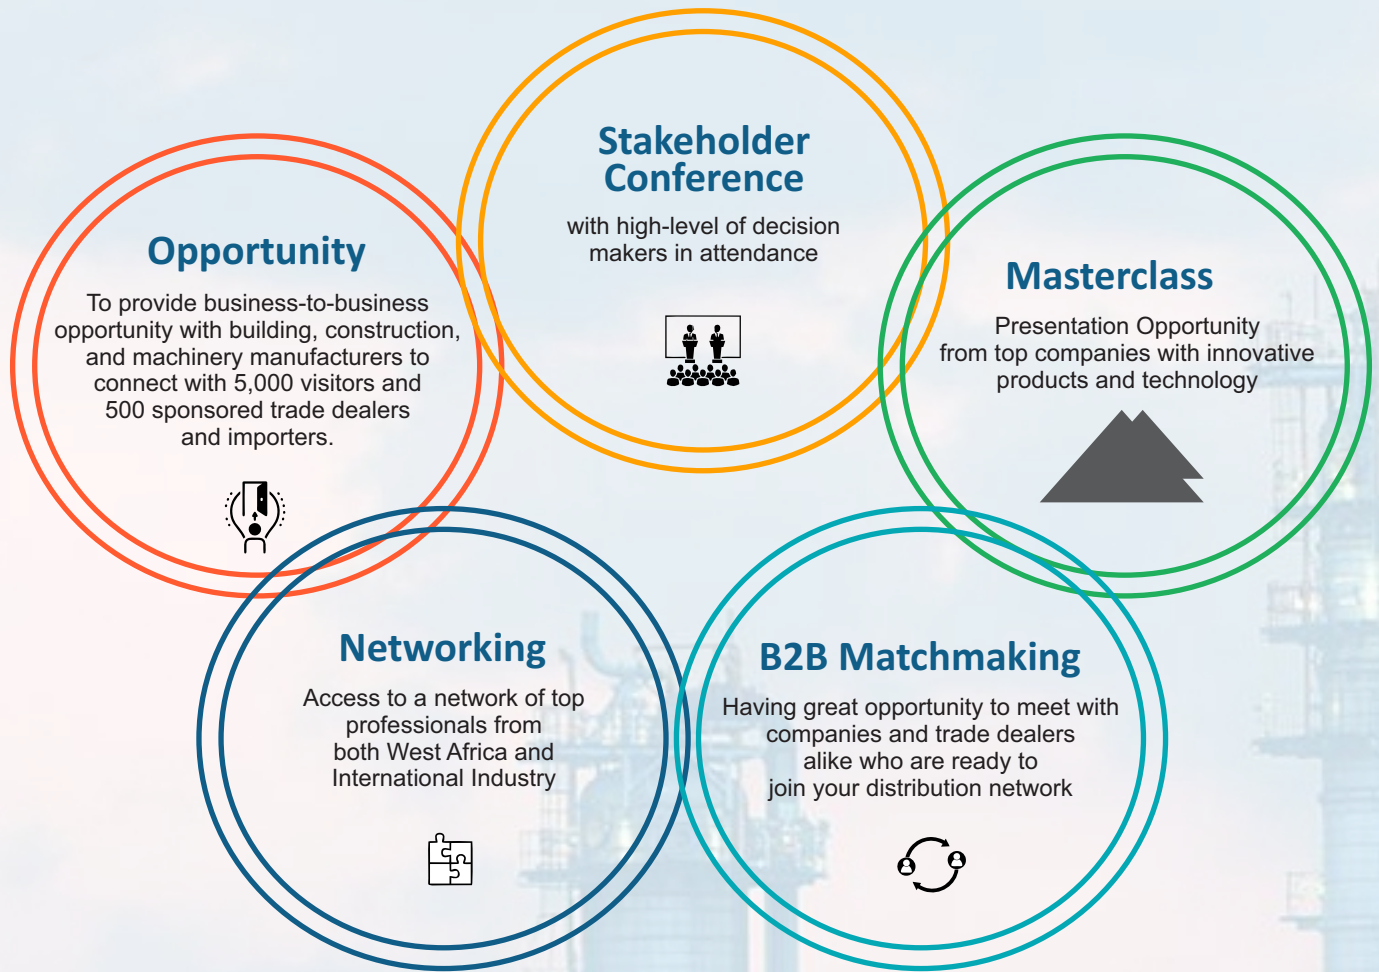 Stakeholder
Conference
with high-level of decision
makers in attendance
Opportunity
To provide business-to-business
opportunity with building, construction,
and machinery manufacturers to
connect with 5,000 visitors and
500 sponsored trade dealers
and importers.
Masterclass
Presentation Opportunity
from top companies with innovative
products and technology
Networking
Access to a network of top
professionals from
both West Africa and
International Industry
B2B Matchmaking
Having great opportunity to meet with
companies and trade dealers
alike who are ready to
join your distribution network